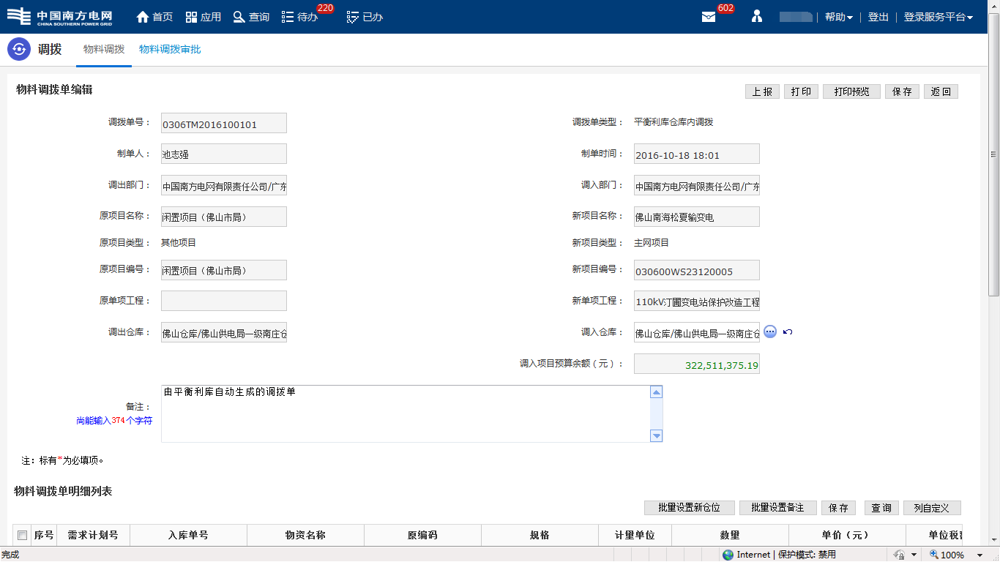 中国南方电网 首页 应用 查询 待办 220 已办 602 帮助 登出 登录服务平台
CHINA SOUTHERN POWER GRID
调拨 物料调拨 物料调拨审批
物料调拨单编辑 上报 打印 打印预览 保存 返回
调拨单号： 0306TM2016100101 调拨单类型： 平衡利库仓库内调拨
制单人： 池志强 制单时间： 2016-10-18 18:01
调出部门： 中国南方电网有限责任公司/广东 调入部门： 中国南方电网有限责任公司/广东
原项目名称： 闲置项目（佛山市局） 新项目名称： 佛山南海松夏输变电
原项目类型： 其他项目 新项目类型： 主网项目
原项目编号： 闲置项目（佛山市局） 新项目编号： 030600WS23120005
原单项工程： 新单项工程： 110kV汀圃变电站保护改造工程
调出仓库： 佛山仓库/佛山供电局一级南庄仓 调入仓库： 佛山仓库/佛山供电局一级南庄仓
调入项目预算余额（元）： 322,511,375.19
备注： 由平衡利库自动生成的调拨单
尚能输入374个字符
注：标有*为必填项。
物料调拨单明细列表
批量设置新仓位 批量设置备注 保存 查询 列自定义
序号 需求计划号 入库单号 物资名称 原编码 规格 计量单位 数量 单价（元） 单位税
完成 Internet | 保护模式: 禁用 100%